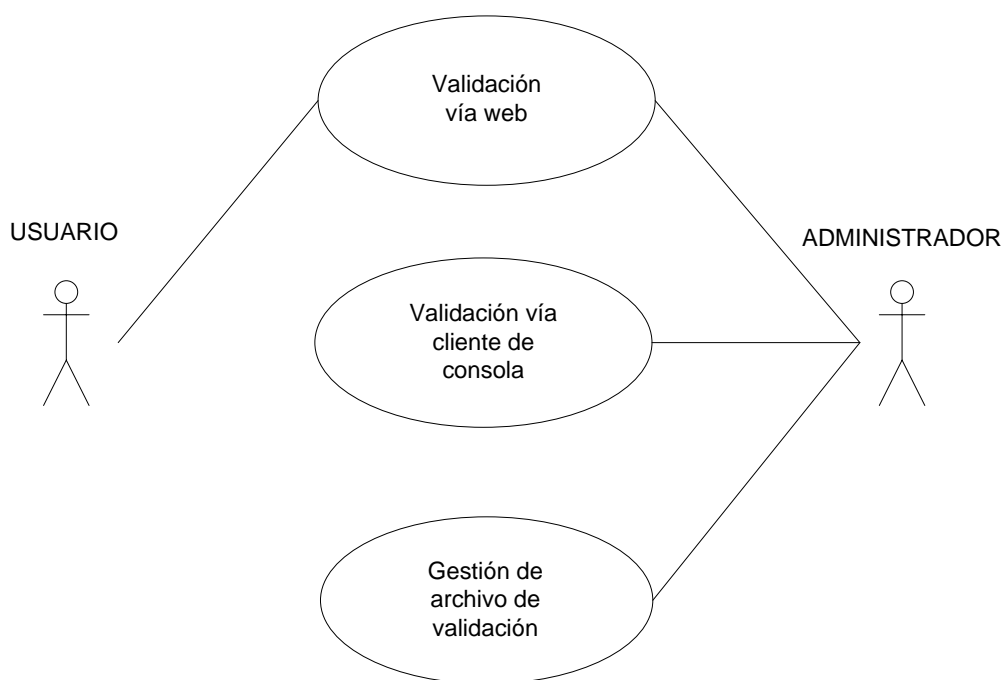 Validación
vía web
USUARIO
ADMINISTRADOR
Validación vía
cliente de
consola
Gestión de
archivo de
validación